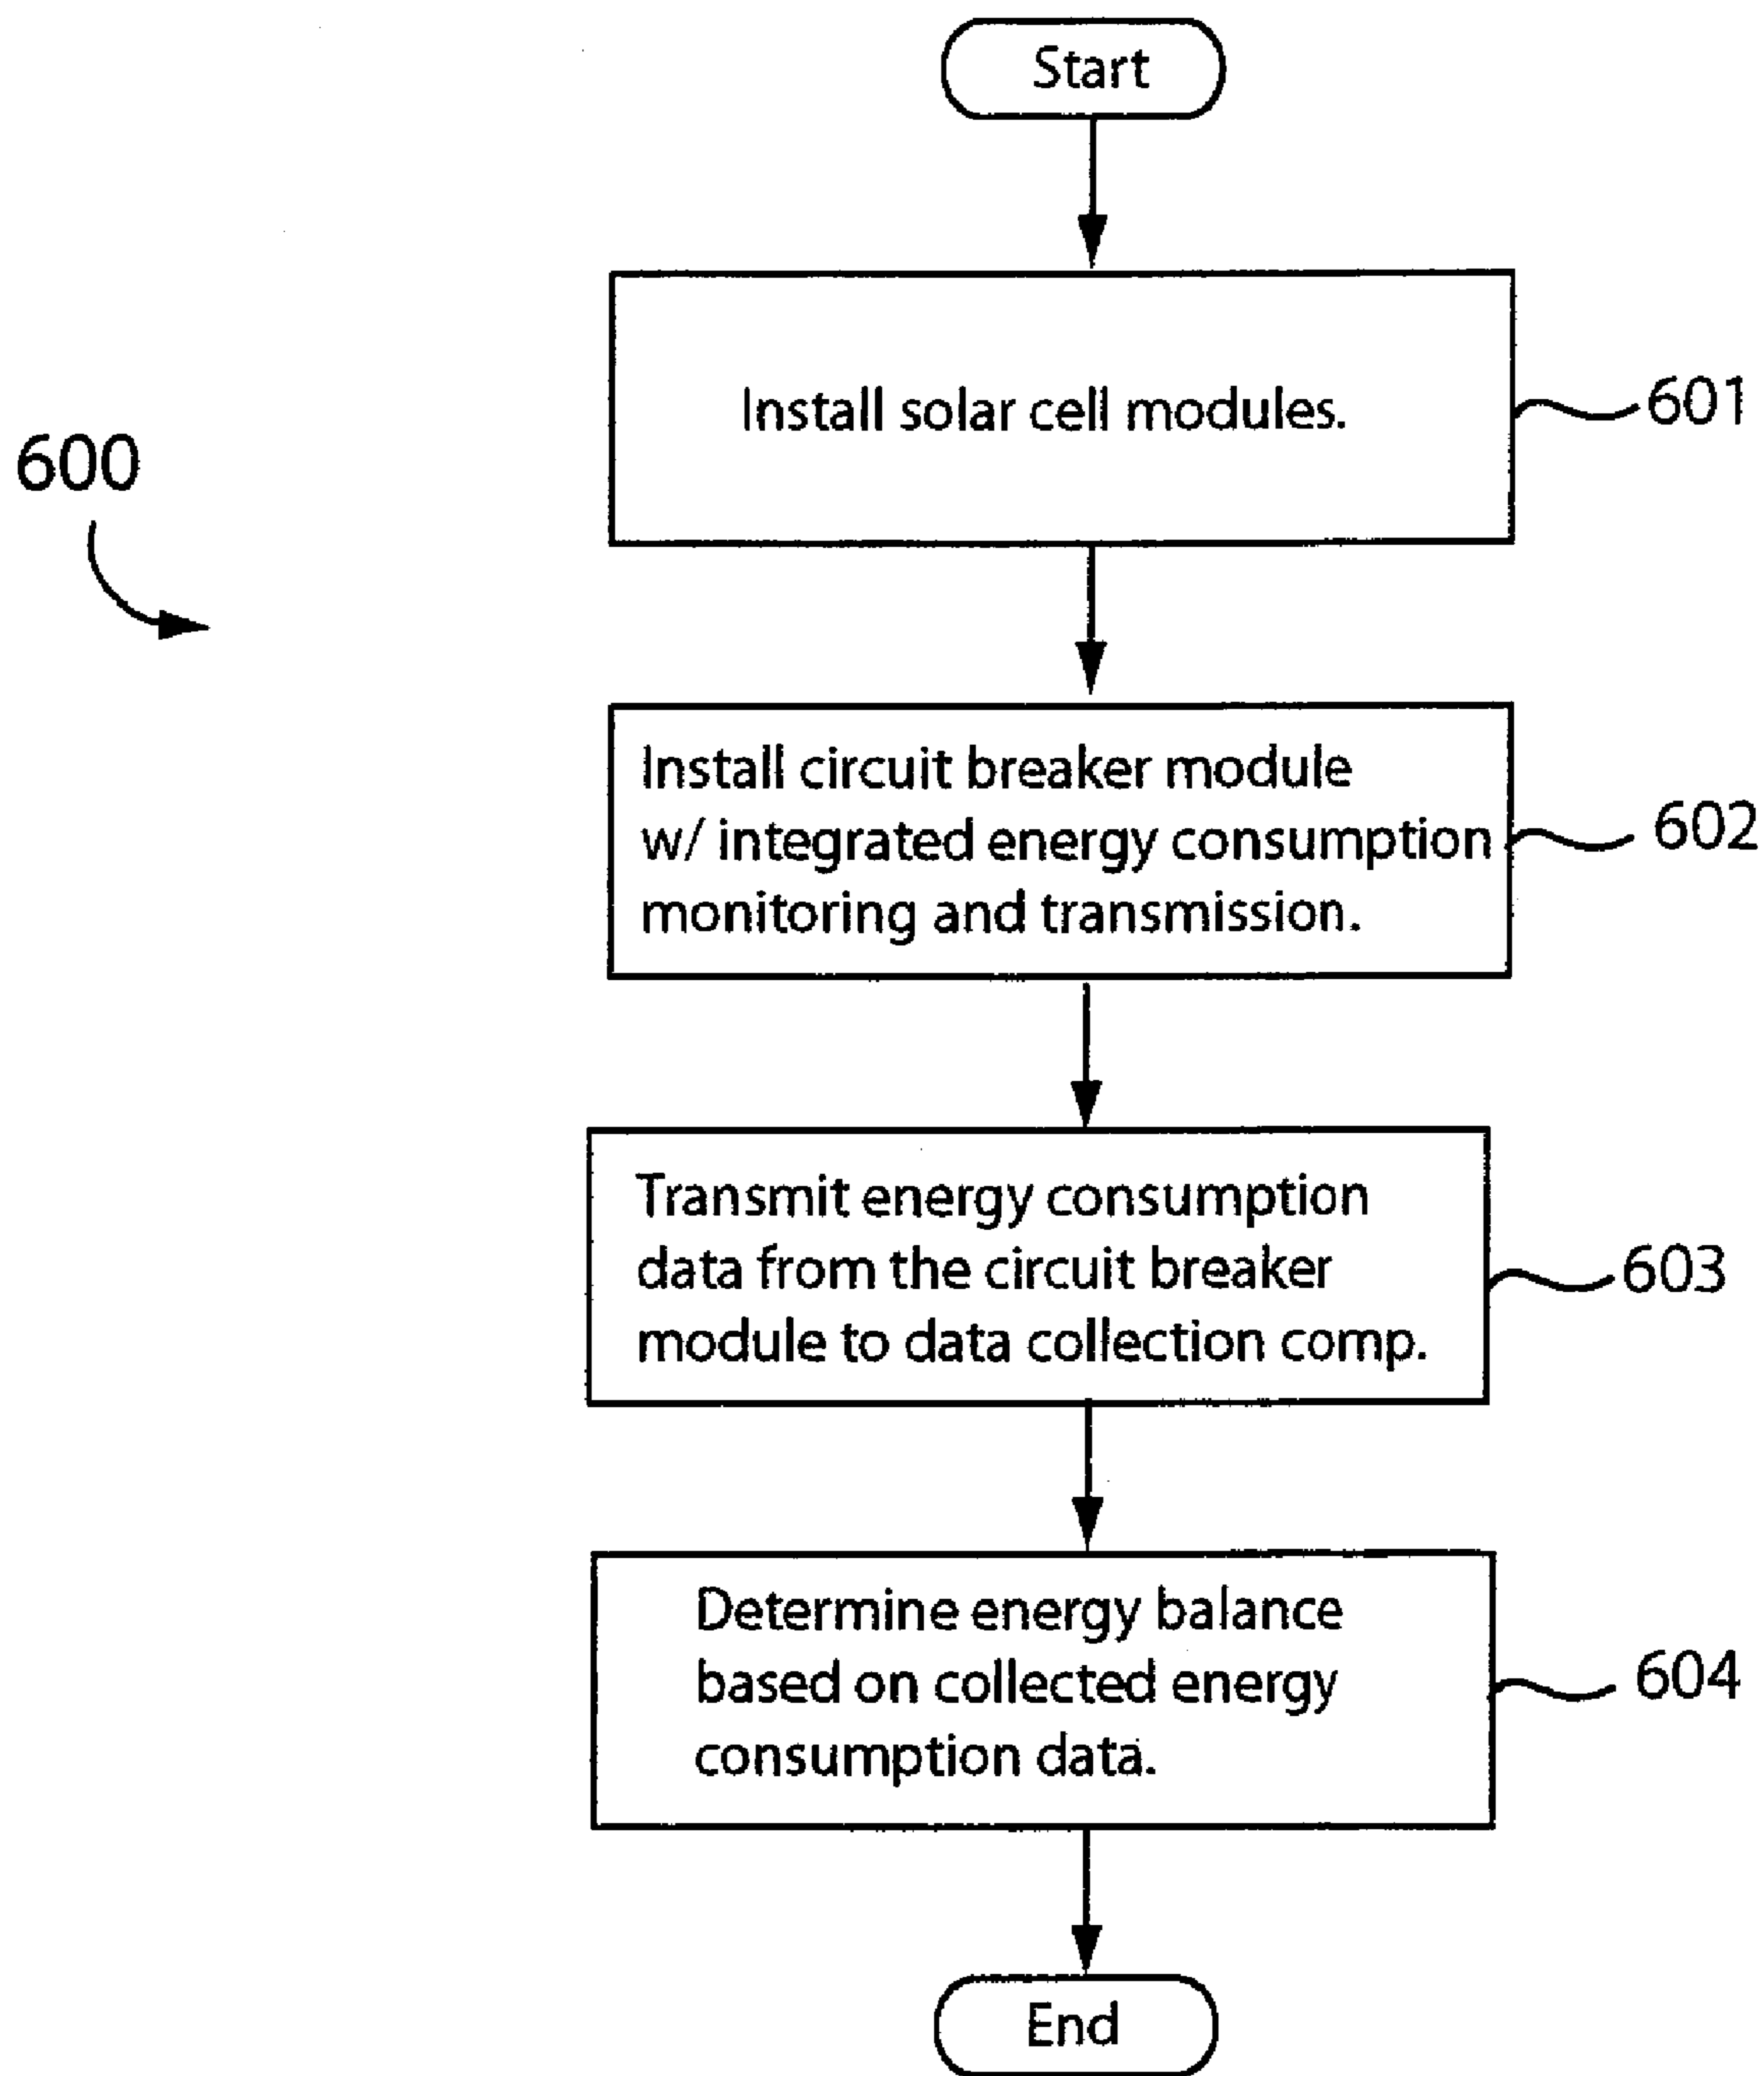 Start
Install solar cell modules.
601
600
Install circuit breaker module
w/ integrated energy consumption
monitoring and transmission.
602
Transmit energy consumption
data from the circuit breaker
module to data collection comp.
603
Determine energy balance
based on collected energy
consumption data.
604
End